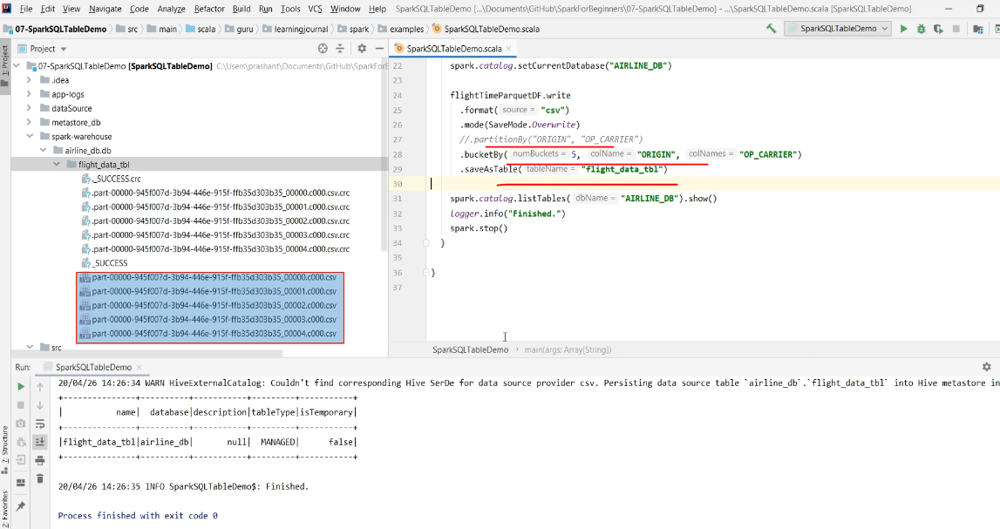 File Edit View Navigate Code Analyze Refactor Build Run Tools VCS Window Help SparkSQLTableDemo [...\Documents\GitHub\SparkForBeginners\07-SparkSQLTableDemo] - ...\SparkSQLTableDemo.scala [SparkSQLTableDemo]
07-SparkSQLTableDemo src main scala guru learningjournal spark examples SparkSQLTableDemo.scala SparkSQLTableDemo
1: Project
Project
07-SparkSQLTableDemo [SparkSQLTableDemo] C:\Users\prashant\Documents\GitHub\SparkForB
.idea
app-logs
dataSource
metastore_db
spark-warehouse
airline_db.db
flight_data_tbl
._SUCCESS.crc
.part-00000-945f007d-3b94-446e-915f-ffb35d303b35_00000.c000.csv.crc
.part-00000-945f007d-3b94-446e-915f-ffb35d303b35_00001.c000.csv.crc
.part-00000-945f007d-3b94-446e-915f-ffb35d303b35_00002.c000.csv.crc
.part-00000-945f007d-3b94-446e-915f-ffb35d303b35_00003.c000.csv.crc
.part-00000-945f007d-3b94-446e-915f-ffb35d303b35_00004.c000.csv.crc
_SUCCESS
part-00000-945f007d-3b94-446e-915f-ffb35d303b35_00000.c000.csv
part-00000-945f007d-3b94-446e-915f-ffb35d303b35_00001.c000.csv
part-00000-945f007d-3b94-446e-915f-ffb35d303b35_00002.c000.csv
part-00000-945f007d-3b94-446e-915f-ffb35d303b35_00003.c000.csv
part-00000-945f007d-3b94-446e-915f-ffb35d303b35_00004.c000.csv
src
SparkSQLTableDemo.scala
22 spark.catalog.setCurrentDatabase("AIRLINE_DB")
23
24 flightTimeParquetDF.write
25 .format( source = "csv")
26 .mode(SaveMode.Overwrite)
27 //.partitionBy("ORIGIN", "OP_CARRIER")
28 .bucketBy( numBuckets = 5, colName = "ORIGIN", colNames = "OP_CARRIER")
29 .saveAsTable( tableName = "flight_data_tbl")
30
31 spark.catalog.listTables( dbName = "AIRLINE_DB").show()
32 logger.info("Finished.")
33 spark.stop()
34 }
35
36 }
37
SparkSQLTableDemo › main(args: Array[String])
Run: SparkSQLTableDemo
20/04/26 14:26:34 WARN HiveExternalCatalog: Couldn't find corresponding Hive SerDe for data source provider csv. Persisting data source table `airline_db`.`flight_data_tbl` into Hive metastore in
+---------------+----------+-----------+---------+-----------+
| name| database|description|tableType|isTemporary|
+---------------+----------+-----------+---------+-----------+
|flight_data_tbl|airline_db| null| MANAGED| false|
+---------------+----------+-----------+---------+-----------+
20/04/26 14:26:35 INFO SparkSQLTableDemo$: Finished.
Process finished with exit code 0
7: Structure
2: Favorites